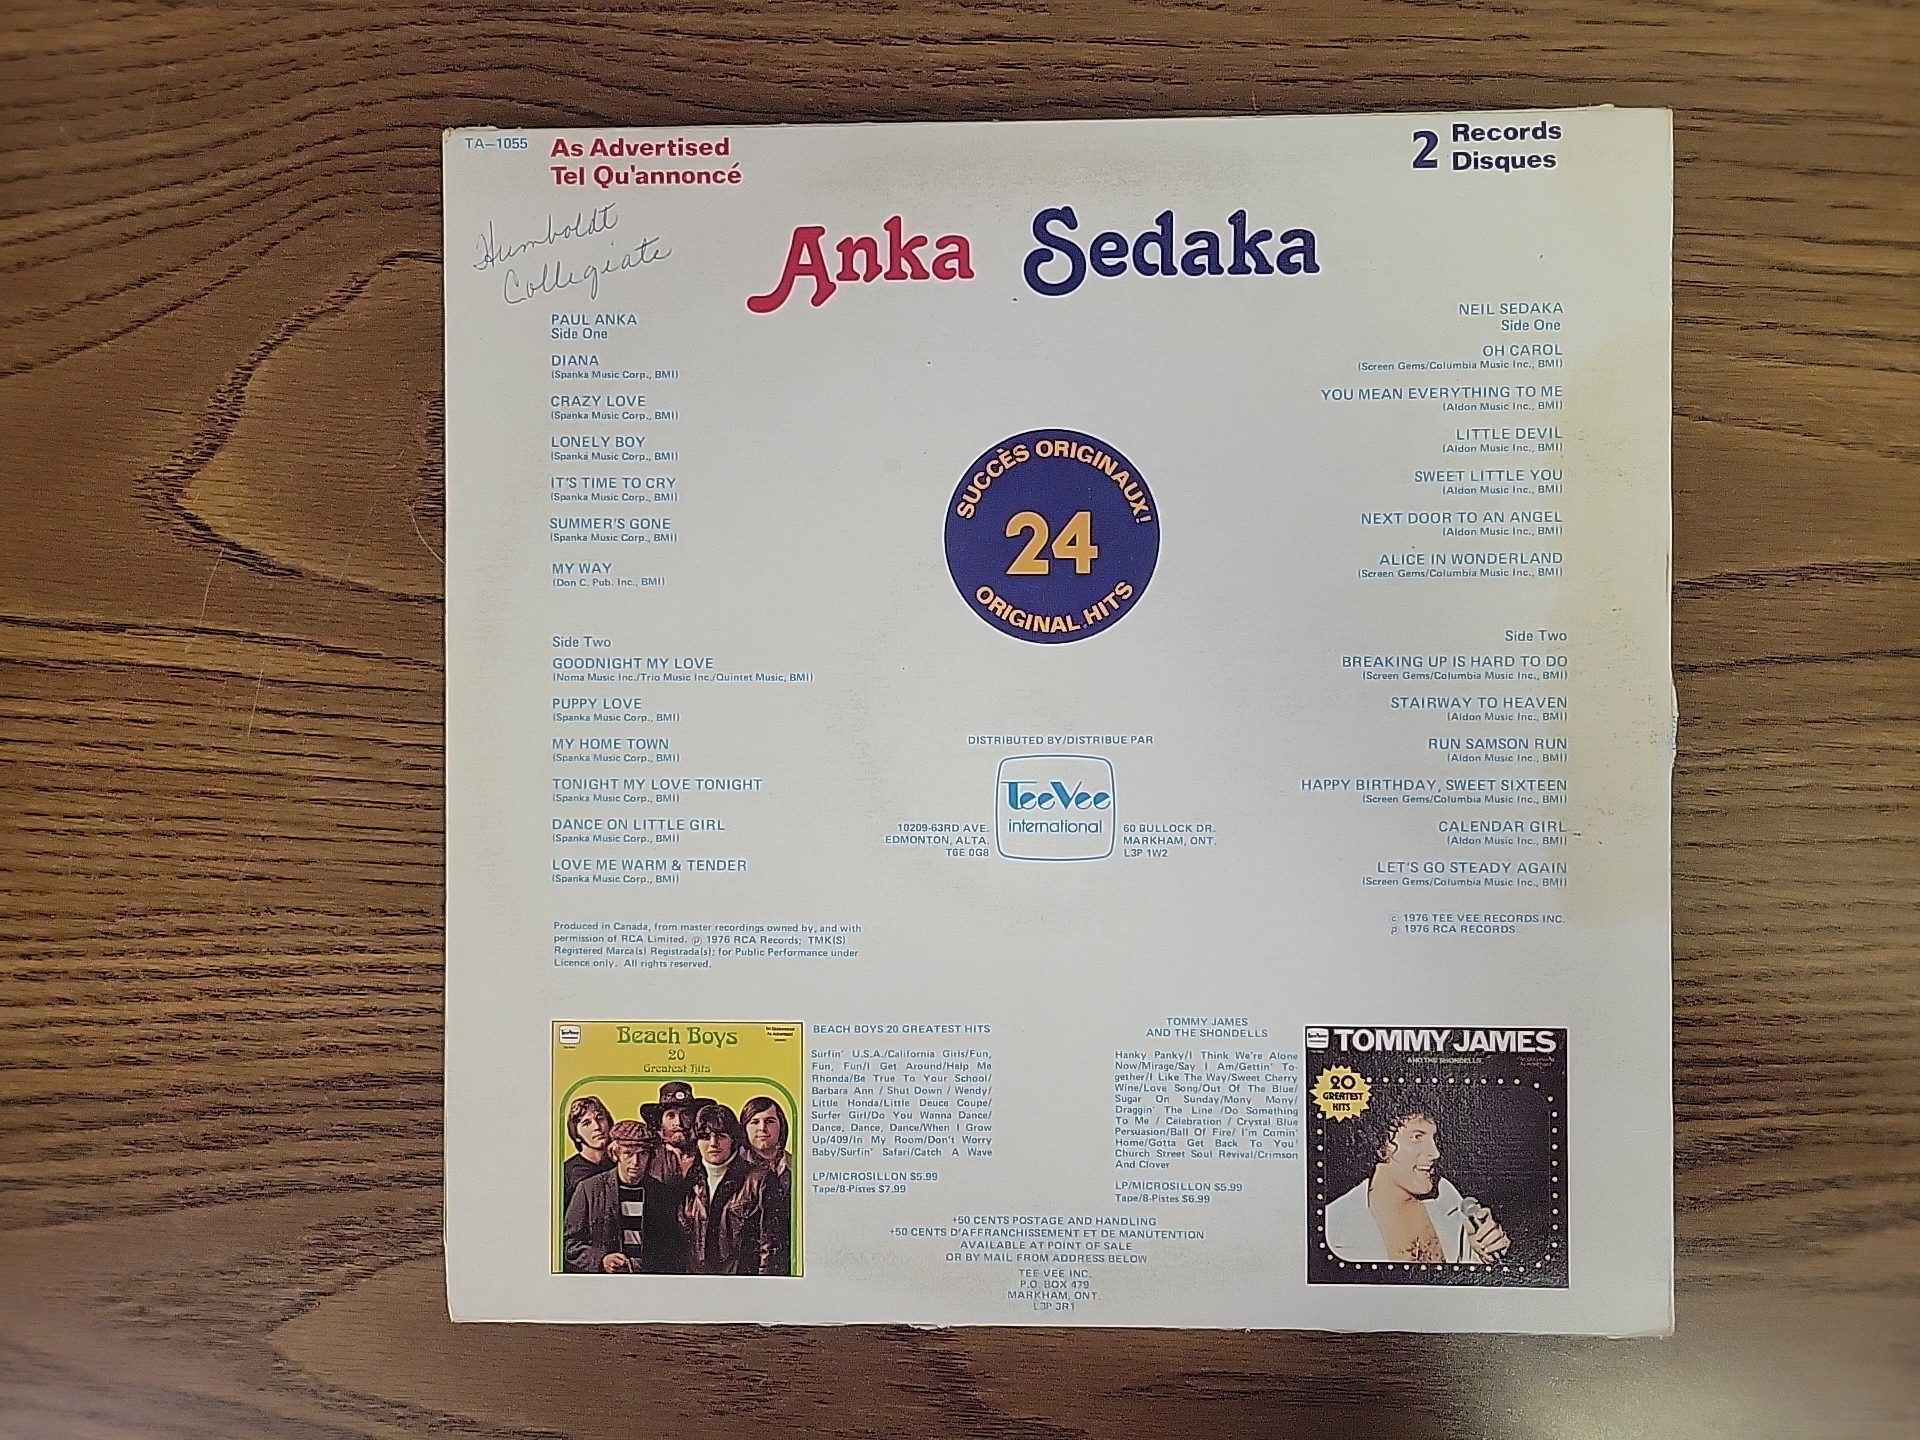 TA-1055
As Advertised
Tel Qu'annoncé
2 Records
Disques
Humboldt
Collegiate
Anka Sedaka
PAUL ANKA
Side One
DIANA
(Spanka Music Corp., BMI)
CRAZY LOVE
(Spanka Music Corp., BMI)
LONELY BOY
(Spanka Music Corp., BMI)
IT'S TIME TO CRY
(Spanka Music Corp., BMI)
SUMMER'S GONE
(Spanka Music Corp., BMI)
MY WAY
(Don C. Pub. Inc., BMI)
Side Two
GOODNIGHT MY LOVE
(Noma Music Inc./Trio Music Inc./Quintet Music, BMI)
PUPPY LOVE
(Spanka Music Corp., BMI)
MY HOME TOWN
(Spanka Music Corp., BMI)
TONIGHT MY LOVE TONIGHT
(Spanka Music Corp., BMI)
DANCE ON LITTLE GIRL
(Spanka Music Corp., BMI)
LOVE ME WARM & TENDER
(Spanka Music Corp., BMI)
SUCCÈS ORIGINAUX!
24
ORIGINAL HITS
NEIL SEDAKA
Side One
OH CAROL
(Screen Gems/Columbia Music Inc., BMI)
YOU MEAN EVERYTHING TO ME
(Aldon Music Inc., BMI)
LITTLE DEVIL
(Aldon Music Inc., BMI)
SWEET LITTLE YOU
(Aldon Music Inc., BMI)
NEXT DOOR TO AN ANGEL
(Aldon Music Inc., BMI)
ALICE IN WONDERLAND
(Screen Gems/Columbia Music Inc., BMI)
Side Two
BREAKING UP IS HARD TO DO
(Screen Gems/Columbia Music Inc., BMI)
STAIRWAY TO HEAVEN
(Aldon Music Inc., BMI)
RUN SAMSON RUN
(Aldon Music Inc., BMI)
HAPPY BIRTHDAY, SWEET SIXTEEN
(Screen Gems/Columbia Music Inc., BMI)
CALENDAR GIRL
(Aldon Music Inc., BMI)
LET'S GO STEADY AGAIN
(Screen Gems/Columbia Music Inc., BMI)
DISTRIBUTED BY/DISTRIBUE PAR
TeeVee
international
10209-63RD AVE.
EDMONTON, ALTA.
T6E 0G8
60 BULLOCK DR.
MARKHAM, ONT.
L3P 1W2
Produced in Canada, from master recordings owned by, and with
permission of RCA Limited. ℗ 1976 RCA Records; TMK(S)
Registered Marca(s) Registrada(s); for Public Performance under
Licence only. All rights reserved.
© 1976 TEE VEE RECORDS INC.
℗ 1976 RCA RECORDS
Beach Boys
20
Greatest Hits
BEACH BOYS 20 GREATEST HITS
Surfin' U.S.A./California Girls/Fun,
Fun, Fun/I Get Around/Help Me
Rhonda/Be True To Your School/
Barbara Ann / Shut Down / Wendy/
Little Honda/Little Deuce Coupe/
Surfer Girl/Do You Wanna Dance/
Dance, Dance, Dance/When I Grow
Up/409/In My Room/Don't Worry
Baby/Surfin' Safari/Catch A Wave
LP/MICROSILLON $5.99
Tape/8-Pistes $7.99
TOMMY JAMES
AND THE SHONDELLS
Hanky Panky/I Think We're Alone
Now/Mirage/Say I Am/Gettin' To-
gether/I Like The Way/Sweet Cherry
Wine/Love Song/Out Of The Blue/
Sugar On Sunday/Mony Mony/
Draggin' The Line /Do Something
To Me / Celebration / Crystal Blue
Persuasion/Ball Of Fire/ I'm Comin'
Home/Gotta Get Back To You/
Church Street Soul Revival/Crimson
And Clover
LP/MICROSILLON $5.99
Tape/8-Pistes $6.99
TOMMY JAMES
AND THE SHONDELLS
20
GREATEST
HITS
+50 CENTS POSTAGE AND HANDLING
+50 CENTS D'AFFRANCHISSEMENT ET DE MANUTENTION
AVAILABLE AT POINT OF SALE
OR BY MAIL FROM ADDRESS BELOW
TEE VEE INC.
P.O. BOX 479
MARKHAM, ONT.
L3P 3R1